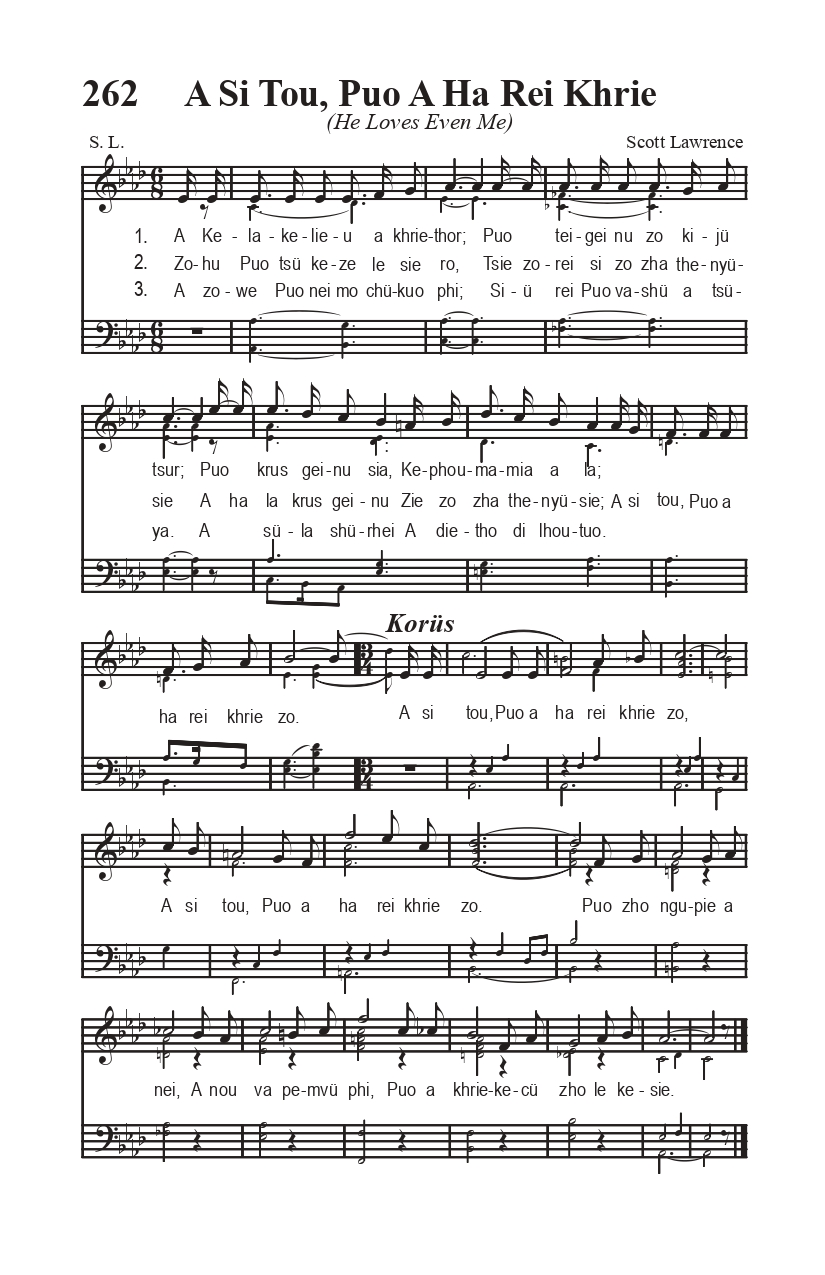 262 A Si Tou, Puo A Ha Rei Khrie
(He Loves Even Me)
S. L. Scott Lawrence
1. A Ke - la - ke - lie - u a khrie-thor; Puo tei - gei nu zo ki - jü
2. Zo- hu Puo tsü ke - ze le sie ro, Tsie zo - rei si zo zha the-nyü-
3. A zo - we Puo nei mo chü-kuo phi; Si - ü rei Puo va-shü a tsü -
tsur; Puo krus gei-nu sia, Ke-phou-ma-mia a la;
sie A ha la krus gei - nu Zie zo zha the-nyü-sie; A si tou, Puo a
ya. A sü - la shü-rhei A die - tho di lhou-tuo.
Korüs
ha rei khrie zo. A si tou, Puo a ha rei khrie zo,
A si tou, Puo a ha rei khrie zo. Puo zho ngu-pie a
nei, A nou va pe-mvü phi, Puo a khrie-ke-cü zho le ke - sie.